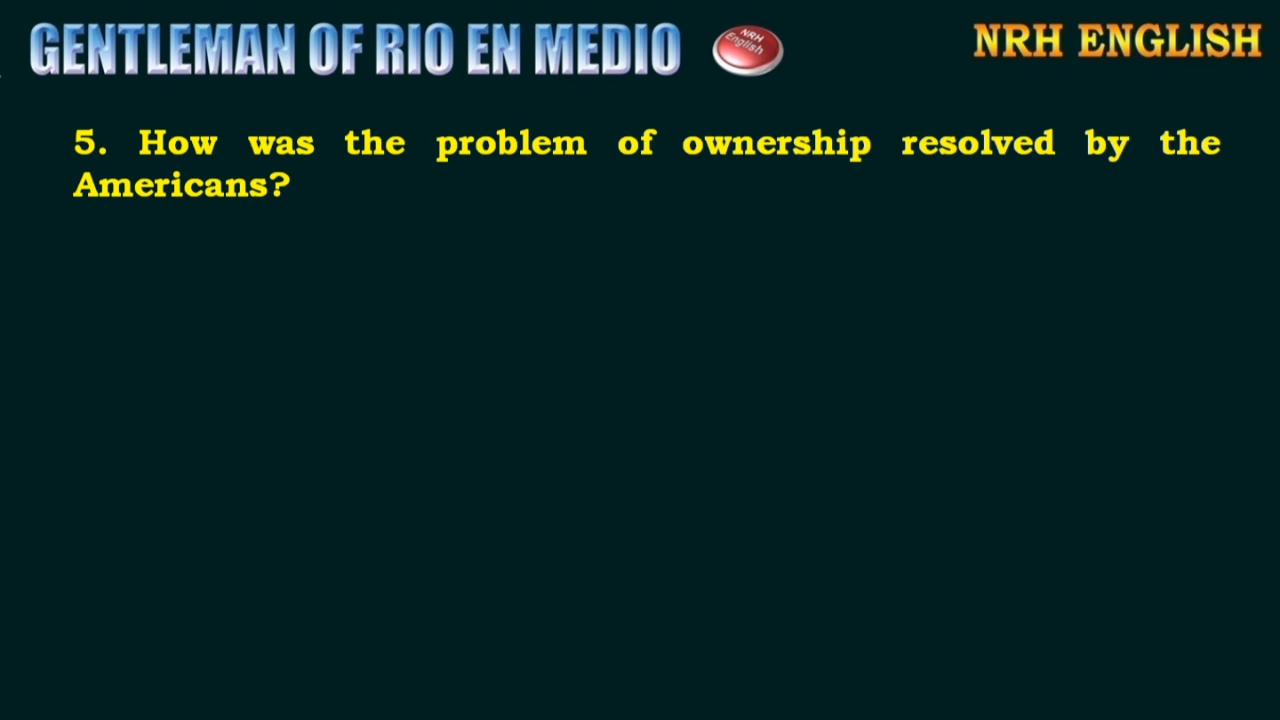 GENTLEMAN OF RIO EN MEDIO
NRH
English
NRH ENGLISH
5. How was the problem of ownership resolved by the
Americans?